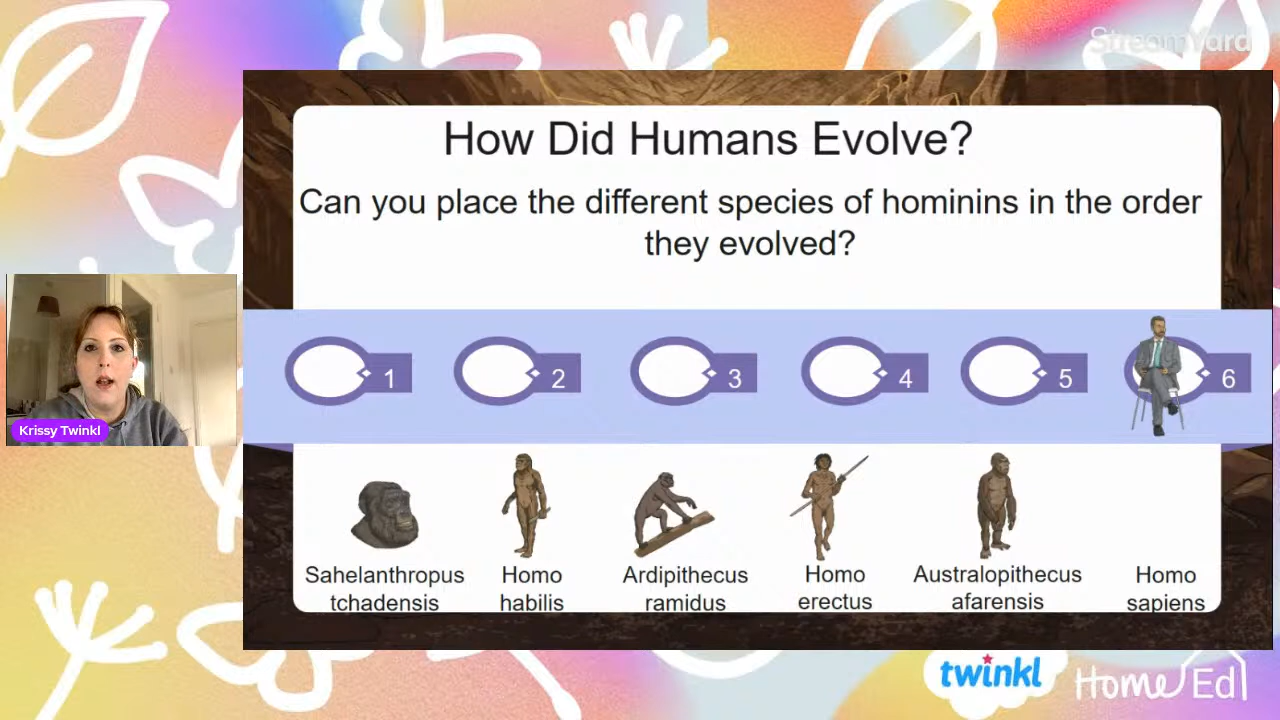 StreamYard
How Did Humans Evolve?
Can you place the different species of hominins in the order
they evolved?
1 2 3 4 5 6
Krissy Twinkl
Sahelanthropus
tchadensis
Homo
habilis
Ardipithecus
ramidus
Homo
erectus
Australopithecus
afarensis
Homo
sapiens
twinkl
Home Ed